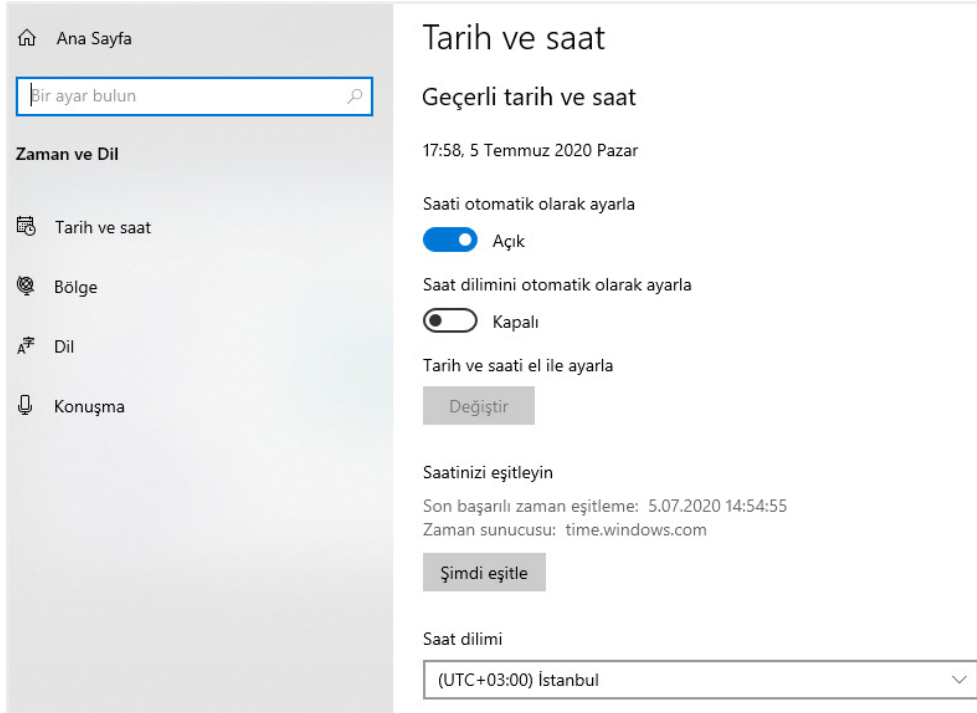 Ana Sayfa
Bir ayar bulun
Zaman ve Dil
Tarih ve saat
Bölge
Dil
Konuşma
Tarih ve saat
Geçerli tarih ve saat
17:58, 5 Temmuz 2020 Pazar
Saati otomatik olarak ayarla
Açık
Saat dilimini otomatik olarak ayarla
Kapalı
Tarih ve saati el ile ayarla
Değiştir
Saatinizi eşitleyin
Son başarılı zaman eşitleme: 5.07.2020 14:54:55
Zaman sunucusu: time.windows.com
Şimdi eşitle
Saat dilimi
(UTC+03:00) İstanbul